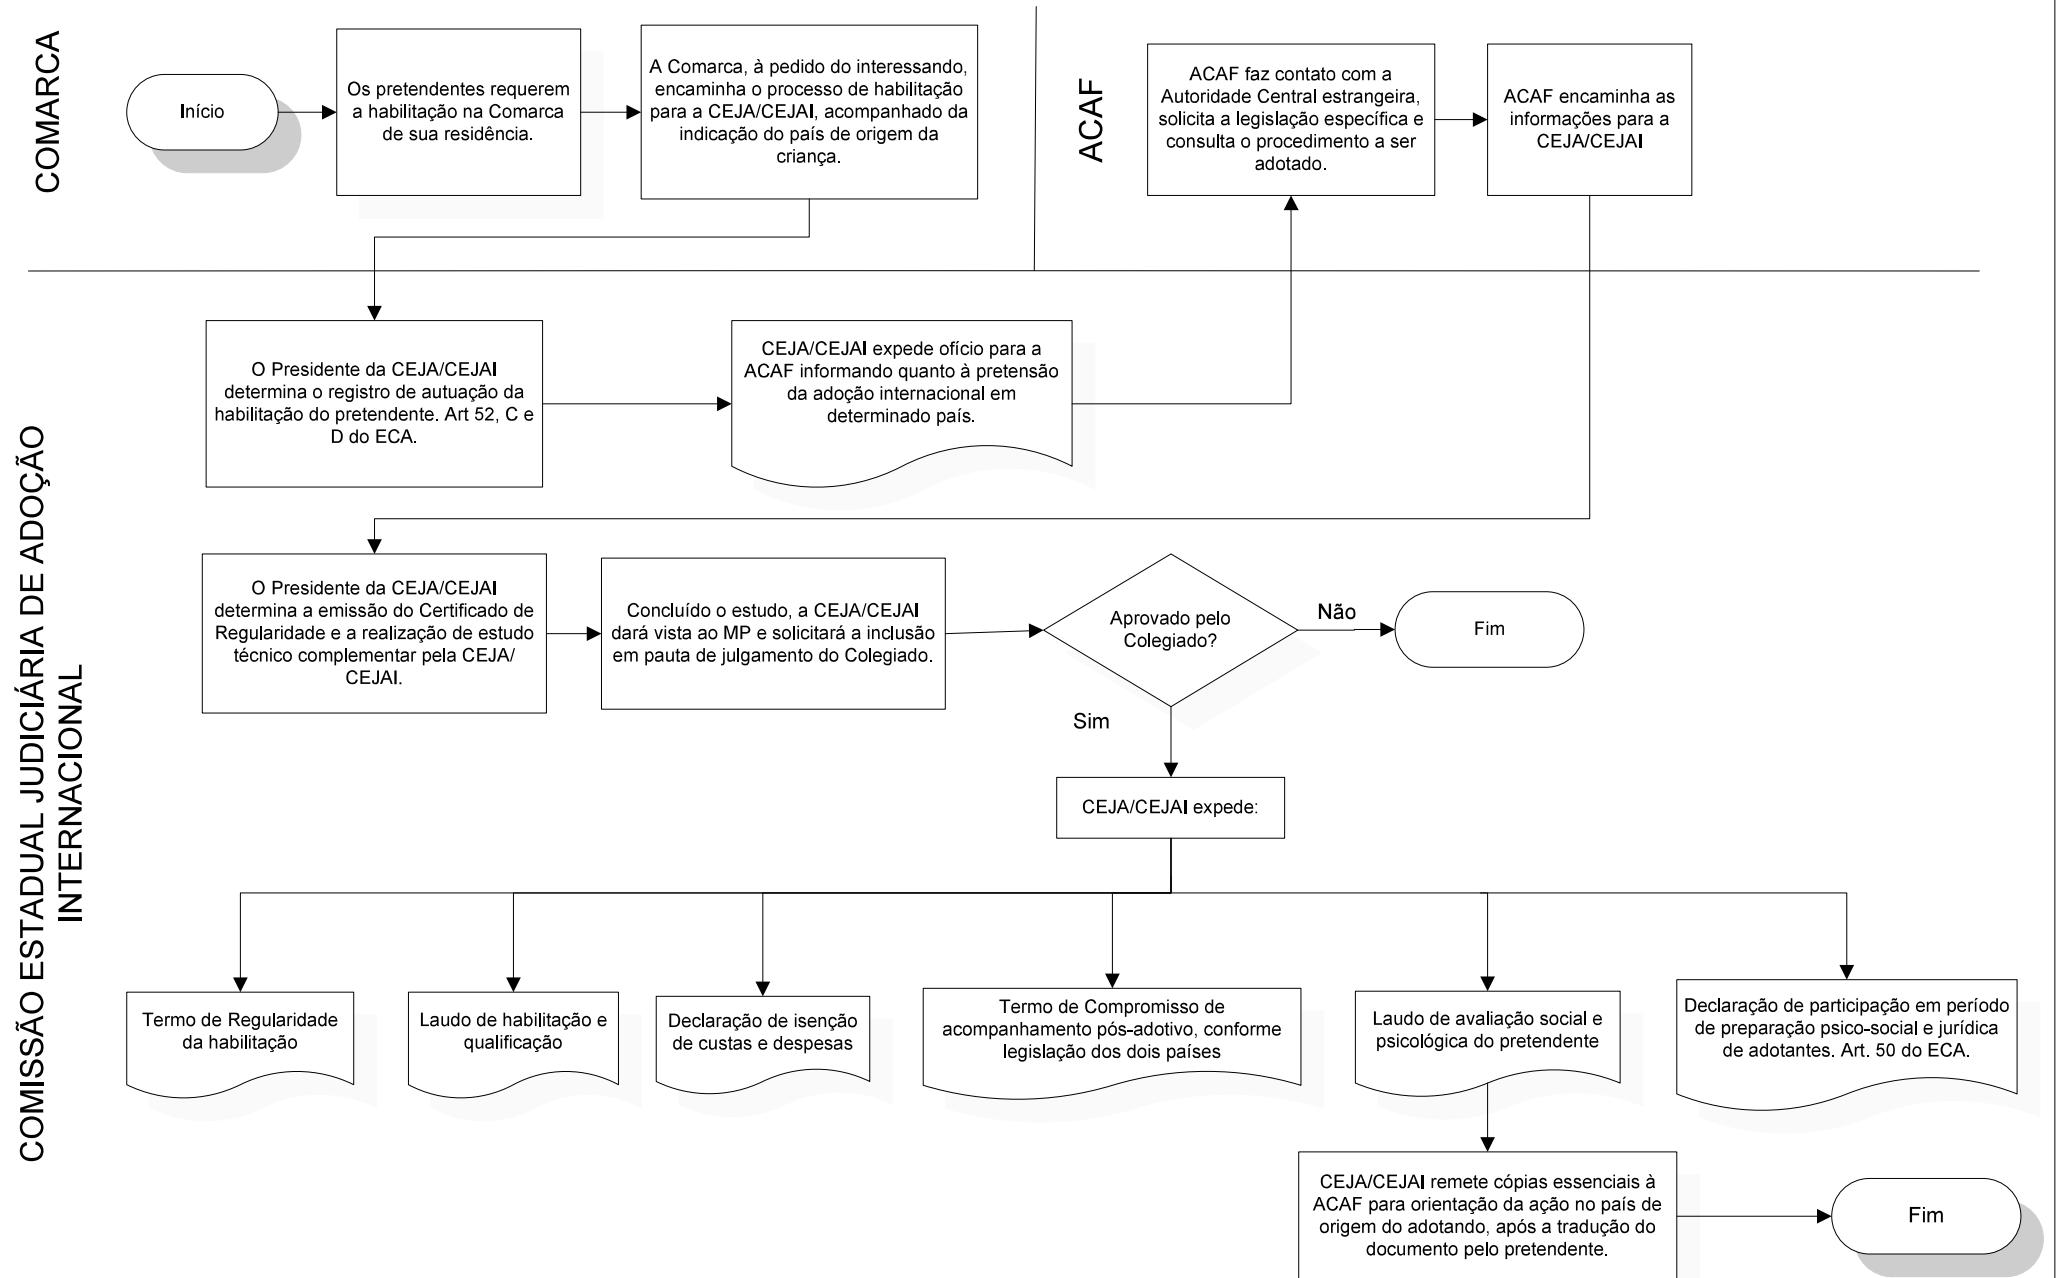 COMARCA
Início
Os pretendentes requerem
a habilitação na Comarca
de sua residência.
A Comarca, à pedido do interessando,
encaminha o processo de habilitação
para a CEJA/CEJAI, acompanhado da
indicação do país de origem da
criança.
ACAF
ACAF faz contato com a
Autoridade Central estrangeira,
solicita a legislação específica e
consulta o procedimento a ser
adotado.
ACAF encaminha as
informações para a
CEJA/CEJAI
COMISSÃO ESTADUAL JUDICIÁRIA DE ADOÇÃO
INTERNACIONAL
O Presidente da CEJA/CEJAI
determina o registro de autuação da
habilitação do pretendente. Art 52, C e
D do ECA.
CEJA/CEJAI expede ofício para a
ACAF informando quanto à pretensão
da adoção internacional em
determinado país.
O Presidente da CEJA/CEJAI
determina a emissão do Certificado de
Regularidade e a realização de estudo
técnico complementar pela CEJA/
CEJAI.
Concluído o estudo, a CEJA/CEJAI
dará vista ao MP e solicitará a inclusão
em pauta de julgamento do Colegiado.
Aprovado pelo
Colegiado?
Não
Fim
Sim
CEJA/CEJAI expede:
Termo de Regularidade
da habilitação
Laudo de habilitação e
qualificação
Declaração de isenção
de custas e despesas
Termo de Compromisso de
acompanhamento pós-adotivo, conforme
legislação dos dois países
Laudo de avaliação social e
psicológica do pretendente
Declaração de participação em período
de preparação psico-social e jurídica
de adotantes. Art. 50 do ECA.
CEJA/CEJAI remete cópias essenciais à
ACAF para orientação da ação no país de
origem do adotando, após a tradução do
documento pelo pretendente.
Fim